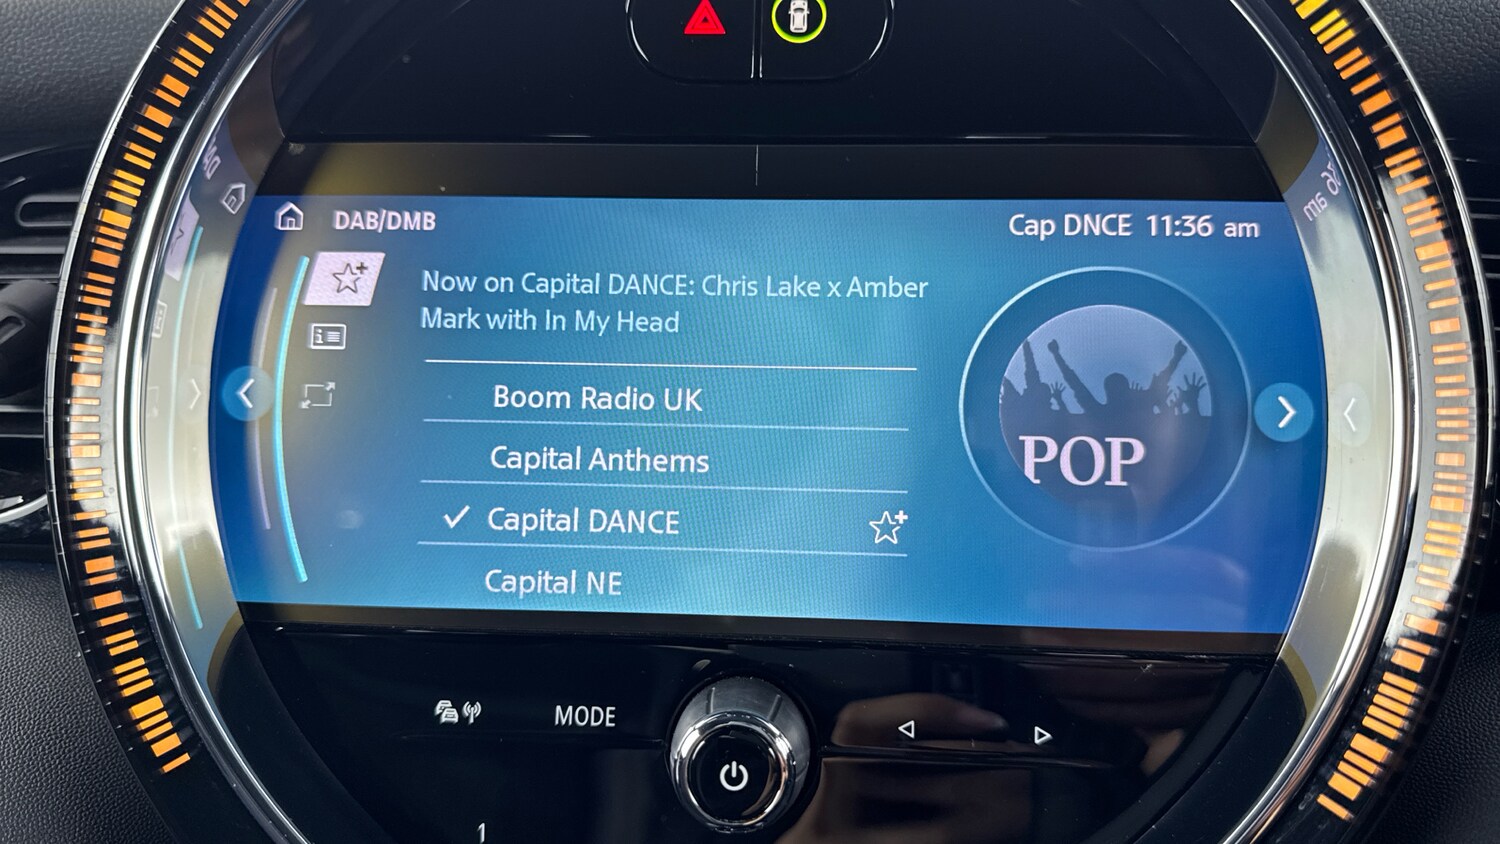 DAB/DMB
Cap DNCE 11:36 am
Now on Capital DANCE: Chris Lake x Amber
Mark with In My Head
Boom Radio UK
Capital Anthems
Capital DANCE
Capital NE
POP
MODE
1